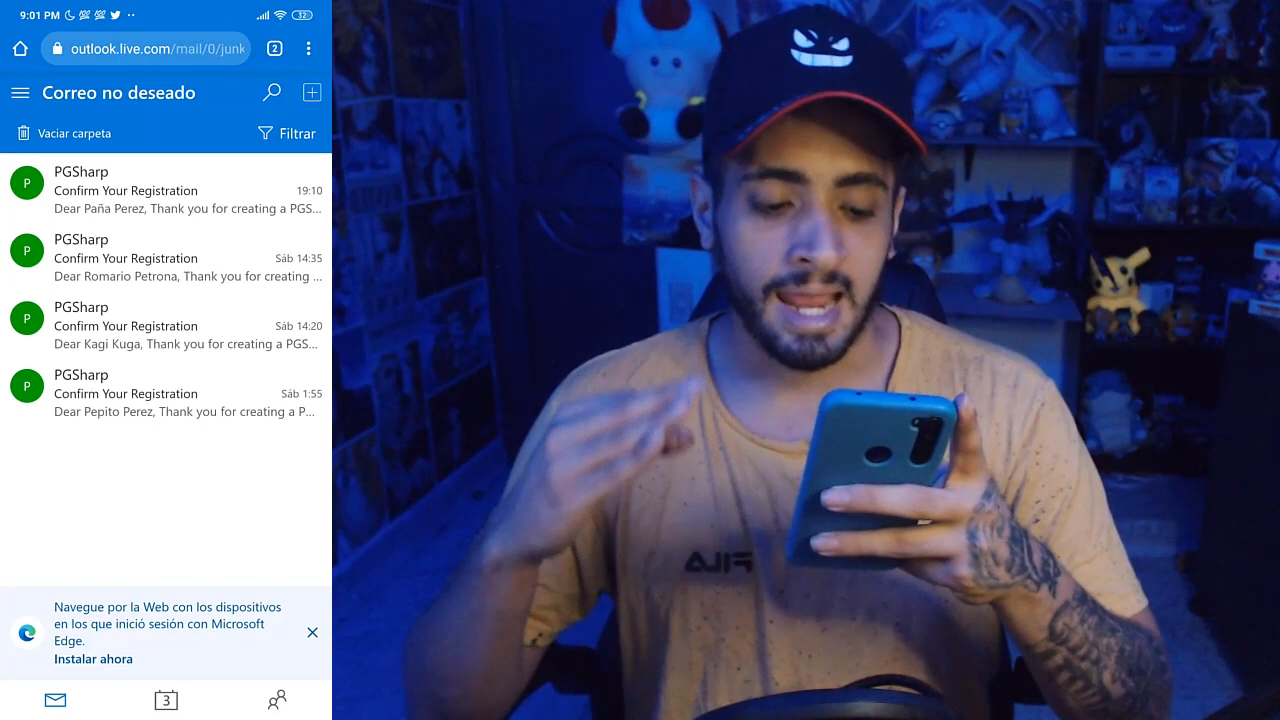 9:01 PM
32
outlook.live.com/mail/0/junk
2
Correo no deseado
Vaciar carpeta
Filtrar
P
PGSharp
Confirm Your Registration
19:10
Dear Paña Perez, Thank you for creating a PGS...
P
PGSharp
Confirm Your Registration
Sáb 14:35
Dear Romario Petrona, Thank you for creating ...
P
PGSharp
Confirm Your Registration
Sáb 14:20
Dear Kagi Kuga, Thank you for creating a PGS...
P
PGSharp
Confirm Your Registration
Sáb 1:55
Dear Pepito Perez, Thank you for creating a P...
Navegue por la Web con los dispositivos
en los que inició sesión con Microsoft
Edge.
Instalar ahora
3
FILA